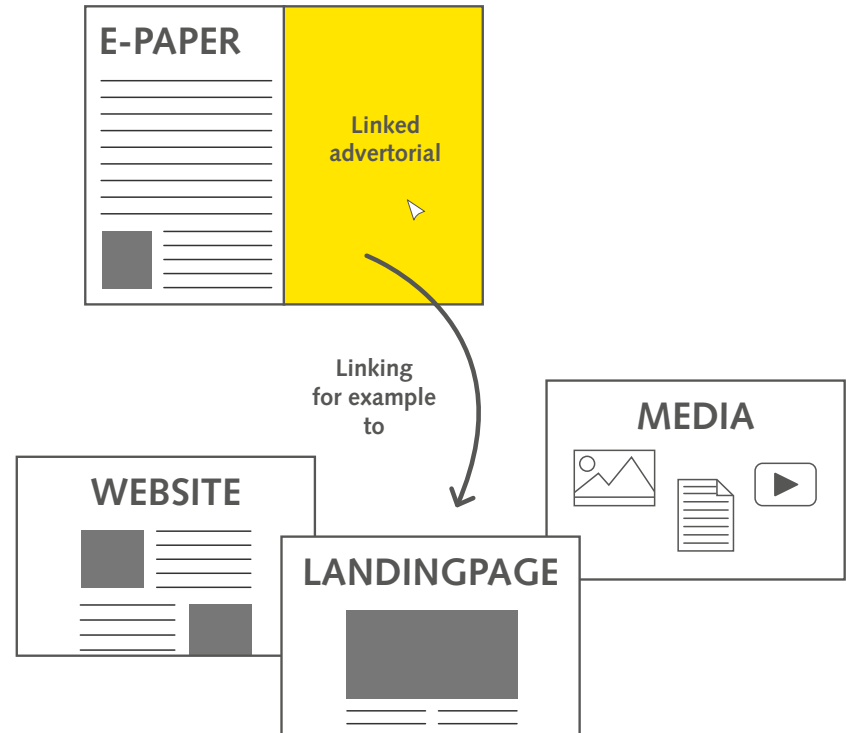 E-PAPER
Linked
advertorial
Linking
for example
to
MEDIA
WEBSITE
LANDINGPAGE